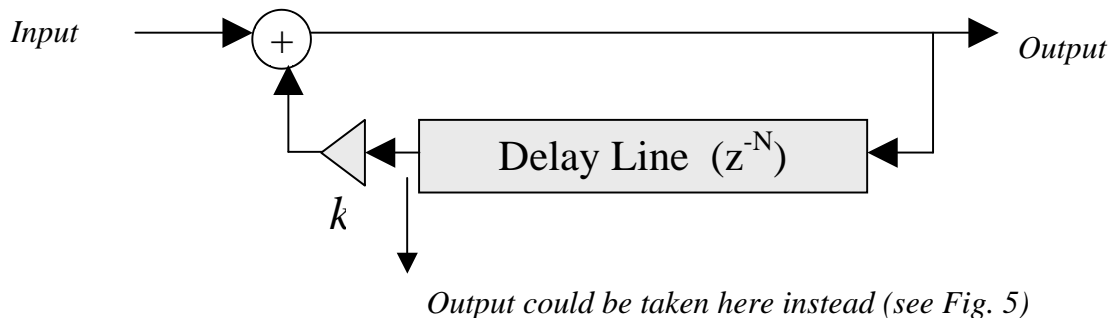 Input
+
Output
Delay Line (z^-N)
k
Output could be taken here instead (see Fig. 5)